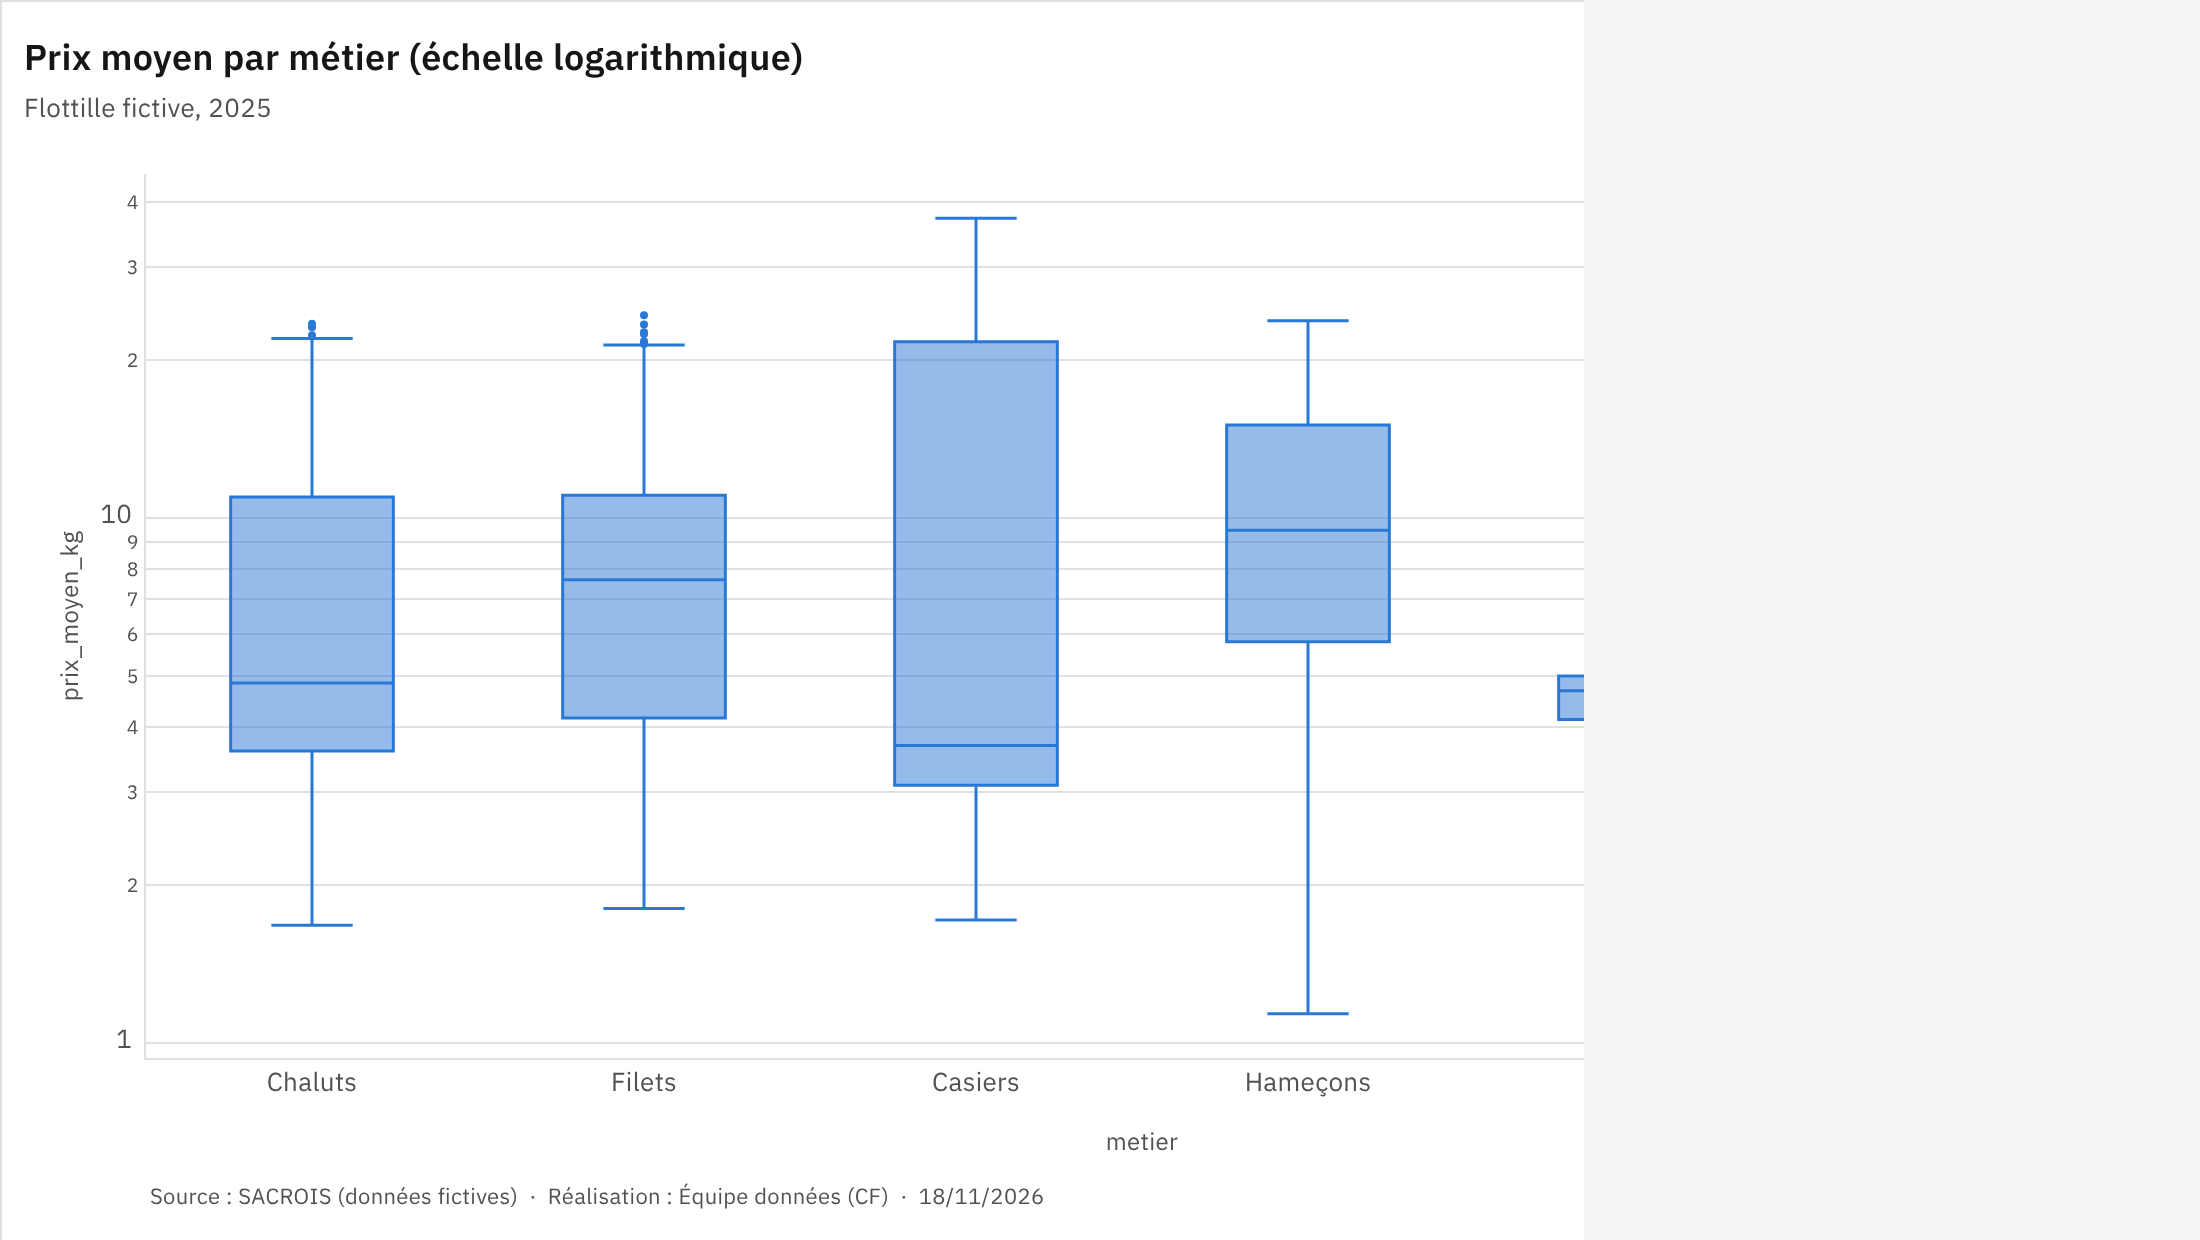 Prix moyen par métier (échelle logarithmique)
Flottille fictive, 2025
4
3
2
10
9
8
7
6
5
4
3
2
1
prix_moyen_kg
Chaluts
Filets
Casiers
Hameçons
metier
Source : SACROIS (données fictives) · Réalisation : Équipe données (CF) · 18/11/2026